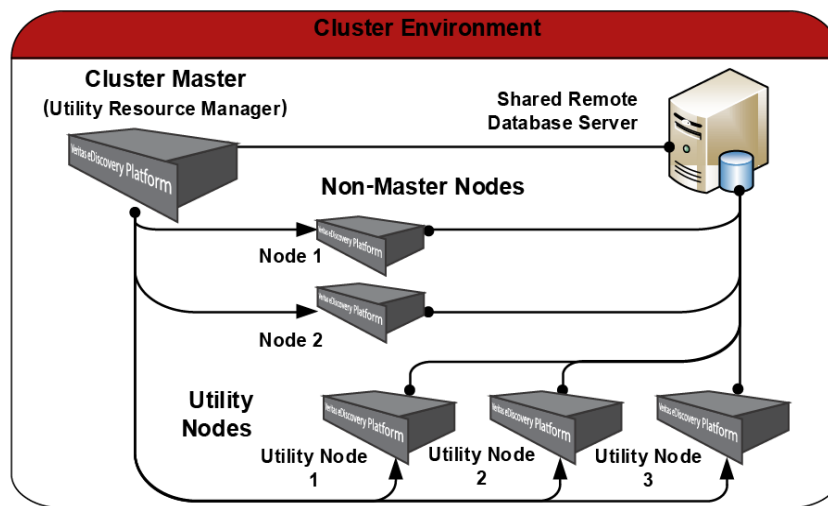 Cluster Environment
Cluster Master
(Utility Resource Manager)
Shared Remote
Database Server
Veritas eDiscovery Platform
Non-Master Nodes
Veritas eDiscovery Platform
Node 1
Veritas eDiscovery Platform
Node 2
Utility
Nodes
Veritas eDiscovery Platform
Veritas eDiscovery Platform
Veritas eDiscovery Platform
Utility Node
1
Utility Node
2
Utility Node
3